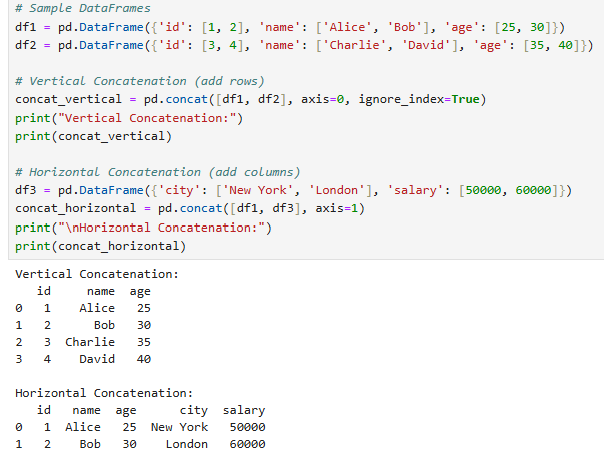 # Sample DataFrames
df1 = pd.DataFrame({'id': [1, 2], 'name': ['Alice', 'Bob'], 'age': [25, 30]})
df2 = pd.DataFrame({'id': [3, 4], 'name': ['Charlie', 'David'], 'age': [35, 40]})

# Vertical Concatenation (add rows)
concat_vertical = pd.concat([df1, df2], axis=0, ignore_index=True)
print("Vertical Concatenation:")
print(concat_vertical)

# Horizontal Concatenation (add columns)
df3 = pd.DataFrame({'city': ['New York', 'London'], 'salary': [50000, 60000]})
concat_horizontal = pd.concat([df1, df3], axis=1)
print("\nHorizontal Concatenation:")
print(concat_horizontal)

Vertical Concatenation:
   id     name  age
0   1    Alice   25
1   2      Bob   30
2   3  Charlie   35
3   4    David   40

Horizontal Concatenation:
   id   name  age      city  salary
0   1  Alice   25  New York   50000
1   2    Bob   30    London   60000